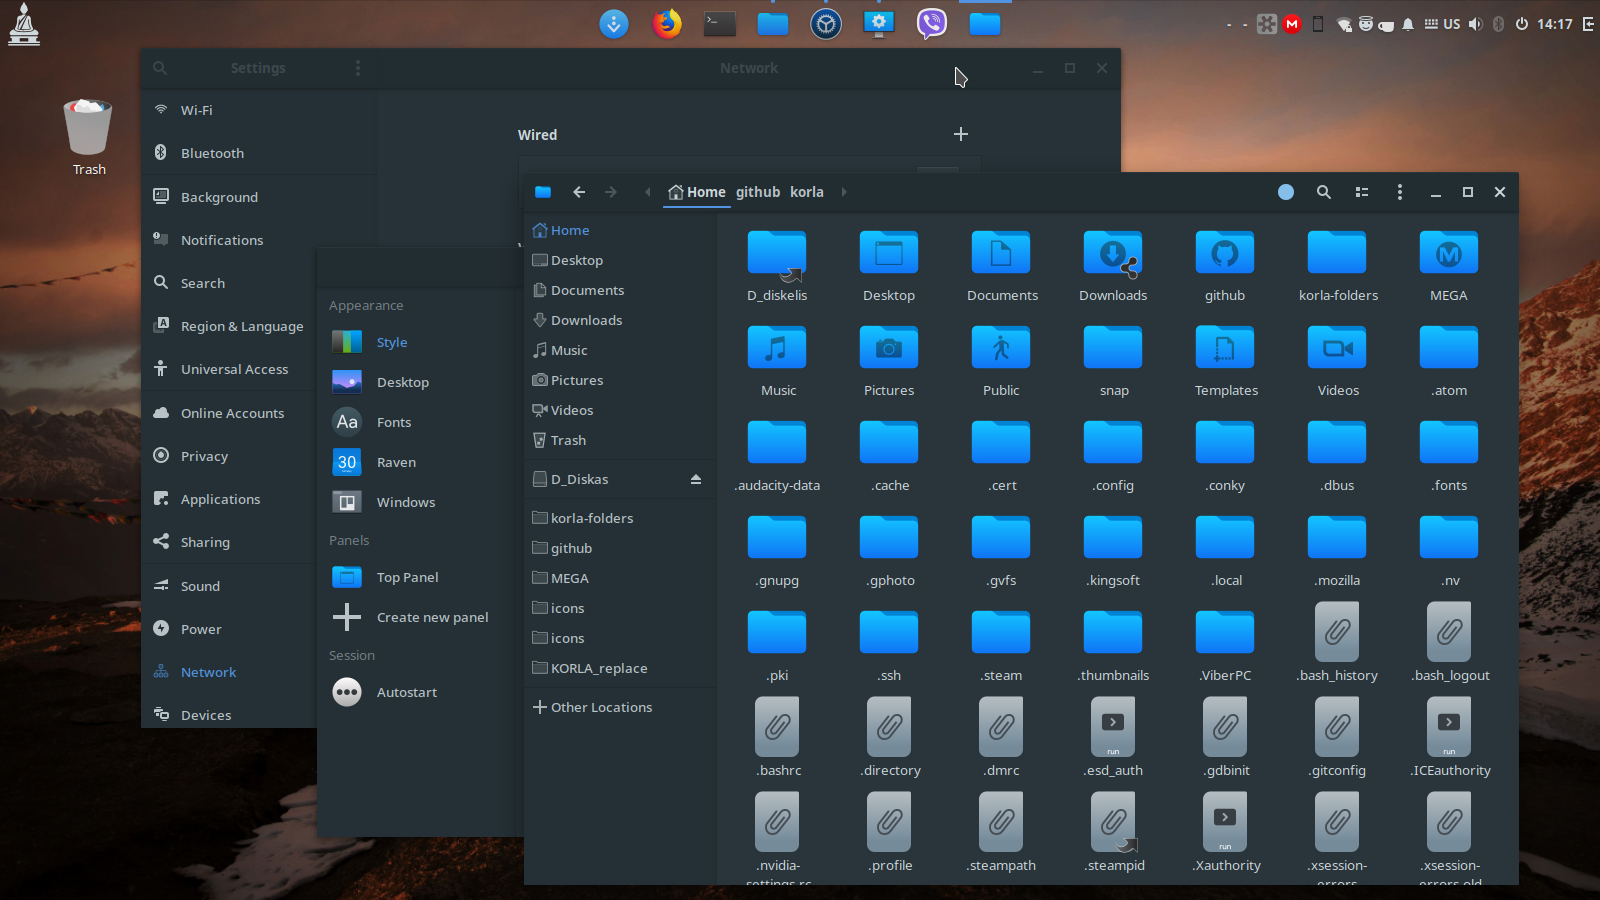 US
14:17
Trash
Settings
Network
Wi-Fi
Bluetooth
Background
Notifications
Search
Region & Language
Universal Access
Online Accounts
Privacy
Applications
Sharing
Sound
Power
Network
Devices
Wired
Appearance
Style
Desktop
Aa
Fonts
30
Raven
Windows
Panels
Top Panel
Create new panel
Session
Autostart
Home github korla
Home
Desktop
Documents
Downloads
Music
Pictures
Videos
Trash
D_Diskas
korla-folders
github
MEGA
icons
icons
KORLA_replace
Other Locations
D_diskelis Desktop Documents Downloads github korla-folders MEGA
Music Pictures Public snap Templates Videos .atom
.audacity-data .cache .cert .config .conky .dbus .fonts
.gnupg .gphoto .gvfs .kingsoft .local .mozilla .nv
.pki .ssh .steam .thumbnails .ViberPC .bash_history .bash_logout
run run
.bashrc .directory .dmrc .esd_auth .gdbinit .gitconfig .ICEauthority
run
.nvidia- .profile .steampath .steampid .Xauthority .xsession- .xsession-
settings-rc errors errors.old